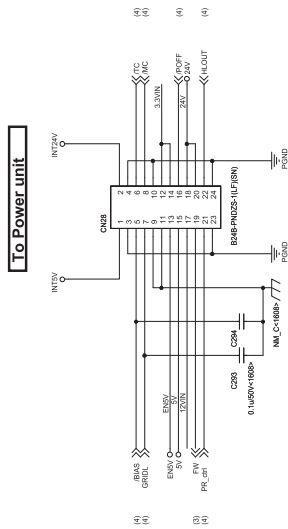 To Power unit
INT5V
INT24V
CN28
1 2
3 4
5 6
7 8
9 10
11 12
13 14
15 16
17 18
19 20
21 22
23 24
B24B-PNDZS-1(LF)(SN)
(4) /BIAS
(4) GRIDL
EN5V
EN5V
5V
5V
12VIN
(3) FW
(4) PR_ctrl
/TC (4)
/MC (4)
3.3VIN
/POFF (4)
24V
24V
HLOUT (4)
C294
C293
0.1u/50V<1608>
NM_C<1608>
PGND
PGND